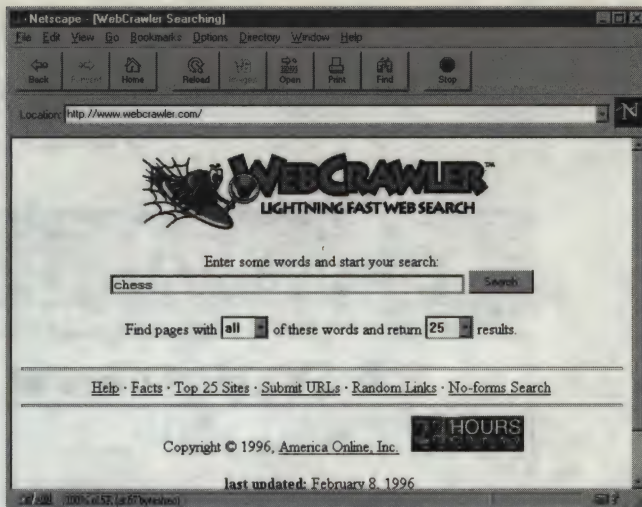 Netscape - [WebCrawler Searching]
File Edit View Go Bookmarks Options Directory Window Help
Back Forward Home Reload Images Open Print Find Stop
Location: http://www.webcrawler.com/
N
WEBCRAWLER™
LIGHTNING FAST WEB SEARCH
Enter some words and start your search:
chess Search
Find pages with all of these words and return 25 results.
Help · Facts · Top 25 Sites · Submit URLs · Random Links · No-forms Search
Copyright © 1996, America Online, Inc. HOURS
last updated: February 8, 1996